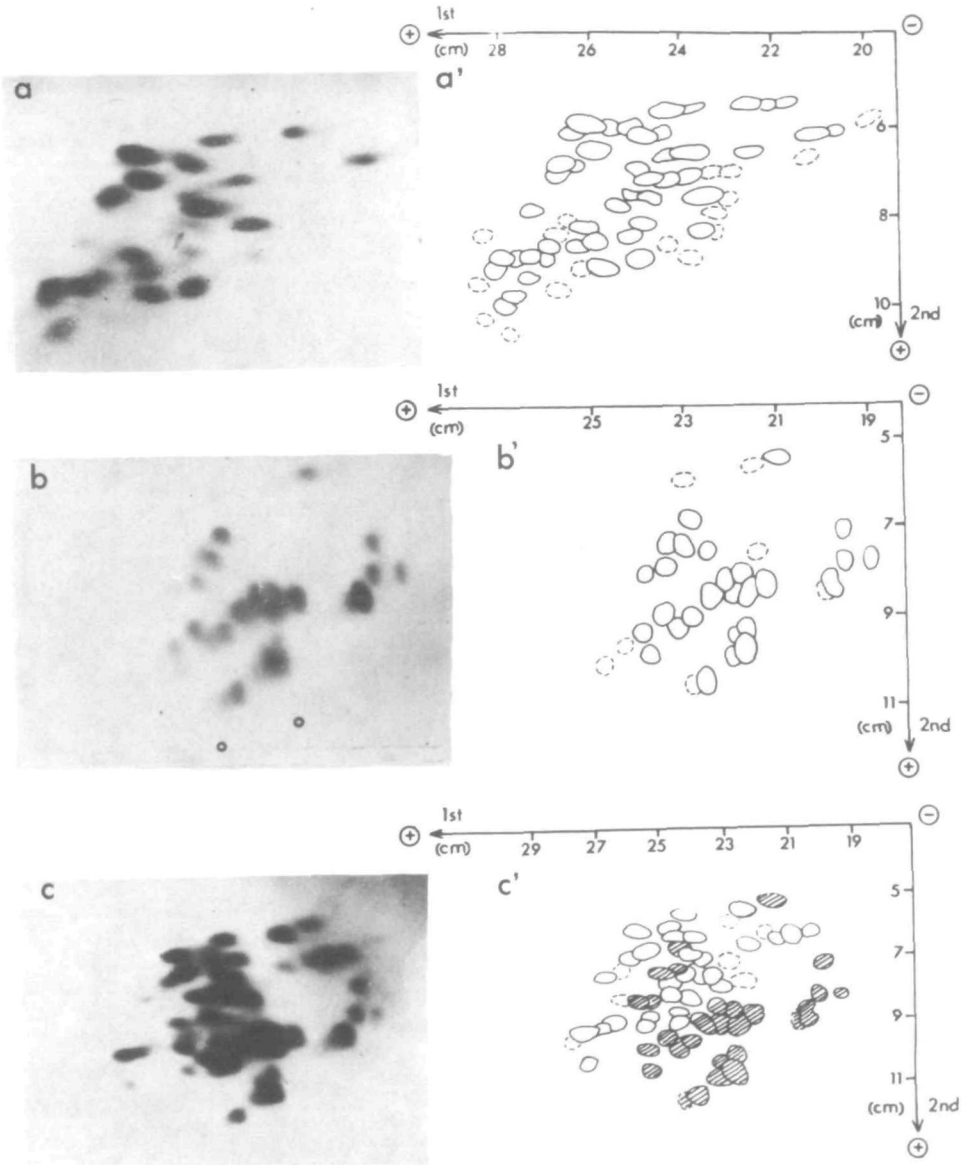 1st
⊕ ⊖
(cm) 28 26 24 22 20
a a'
6
8
10
(cm) 2nd
⊕
1st
⊕ ⊖
(cm) 25 23 21 19
b b'
5
7
9
11
(cm) 2nd
⊕
1st
⊕ ⊖
(cm) 29 27 25 23 21 19
c c'
5
7
9
11
(cm) 2nd
⊕